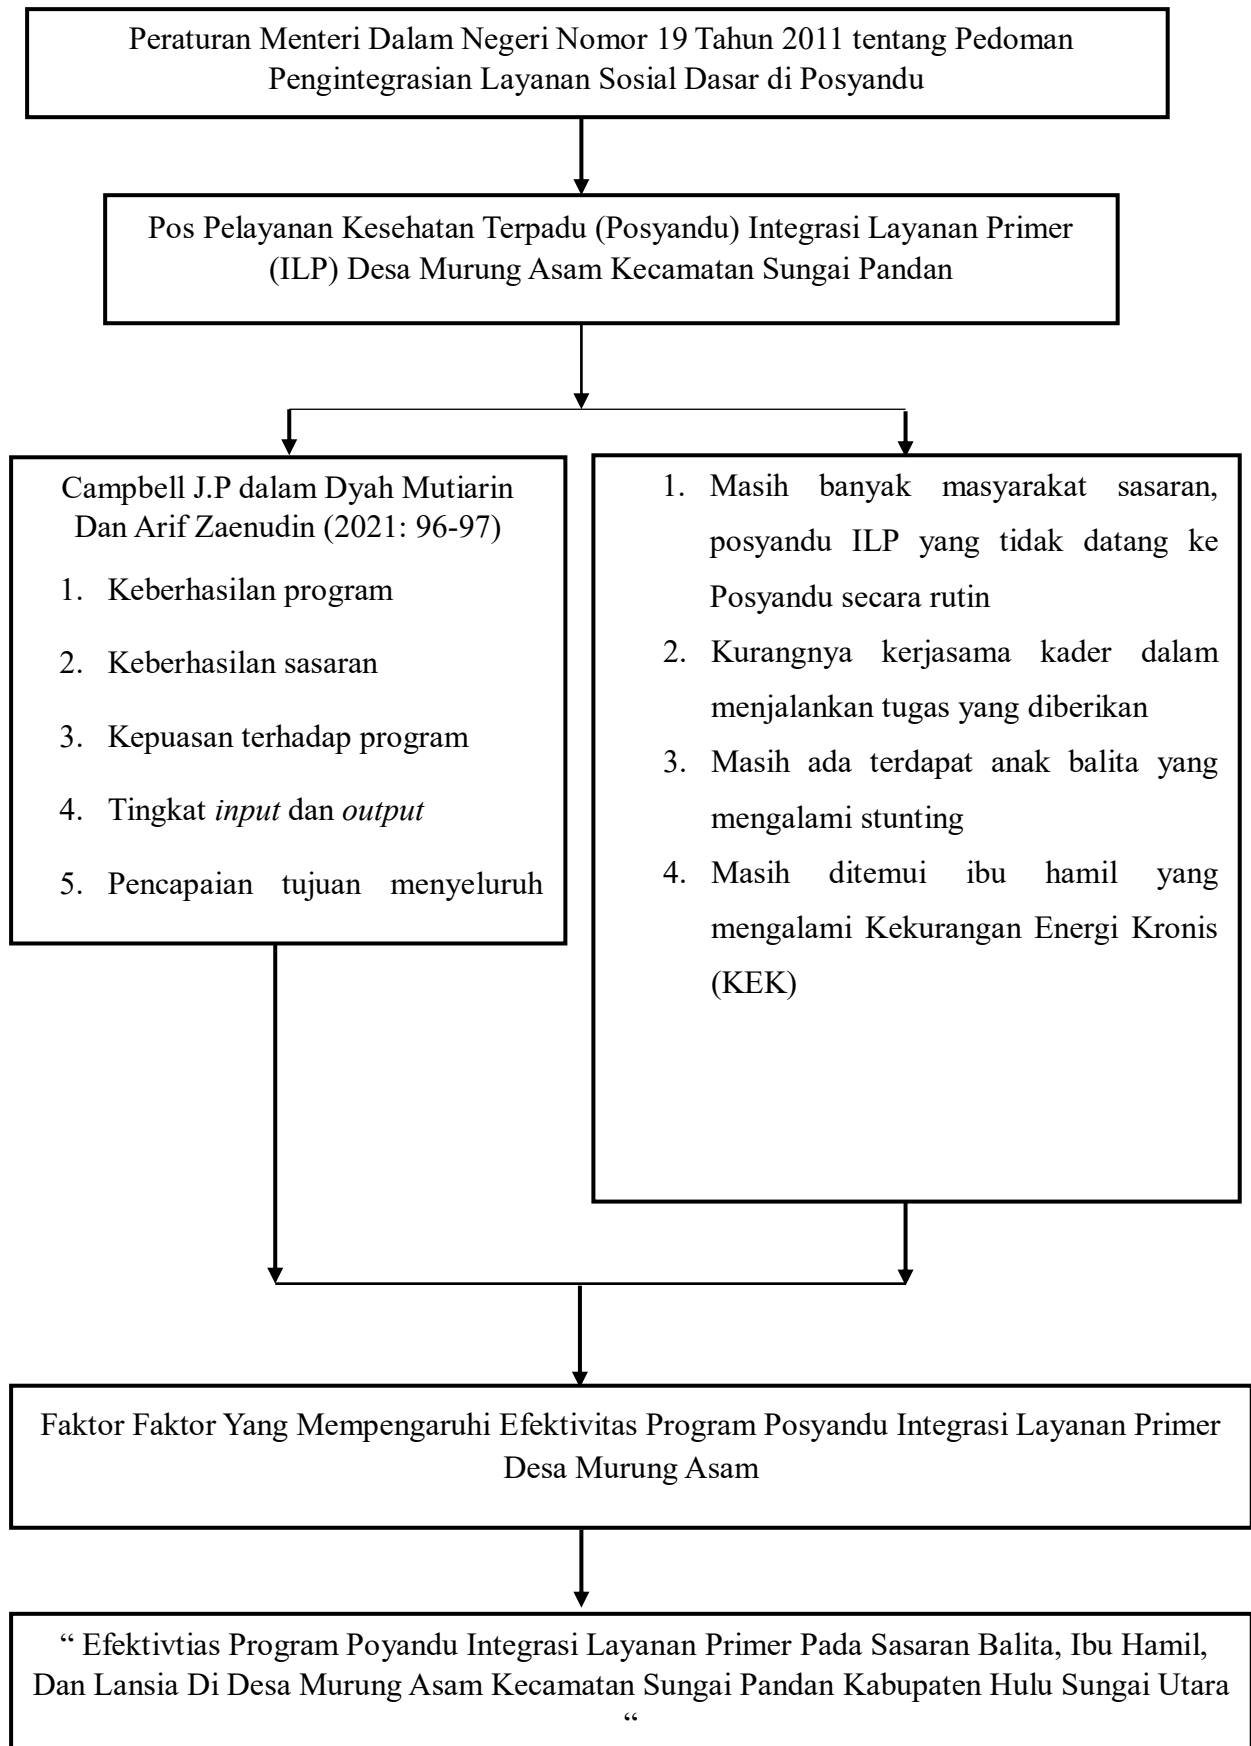 Peraturan Menteri Dalam Negeri Nomor 19 Tahun 2011 tentang Pedoman
Pengintegrasian Layanan Sosial Dasar di Posyandu
Pos Pelayanan Kesehatan Terpadu (Posyandu) Integrasi Layanan Primer
(ILP) Desa Murung Asam Kecamatan Sungai Pandan
Campbell J.P dalam Dyah Mutiarin
Dan Arif Zaenudin (2021: 96-97)
1. Keberhasilan program
2. Keberhasilan sasaran
3. Kepuasan terhadap program
4. Tingkat input dan output
5. Pencapaian tujuan menyeluruh
1. Masih banyak masyarakat sasaran,
posyandu ILP yang tidak datang ke
Posyandu secara rutin
2. Kurangnya kerjasama kader dalam
menjalankan tugas yang diberikan
3. Masih ada terdapat anak balita yang
mengalami stunting
4. Masih ditemui ibu hamil yang
mengalami Kekurangan Energi Kronis
(KEK)
Faktor Faktor Yang Mempengaruhi Efektivitas Program Posyandu Integrasi Layanan Primer
Desa Murung Asam
“ Efektivtias Program Poyandu Integrasi Layanan Primer Pada Sasaran Balita, Ibu Hamil,
Dan Lansia Di Desa Murung Asam Kecamatan Sungai Pandan Kabupaten Hulu Sungai Utara
“